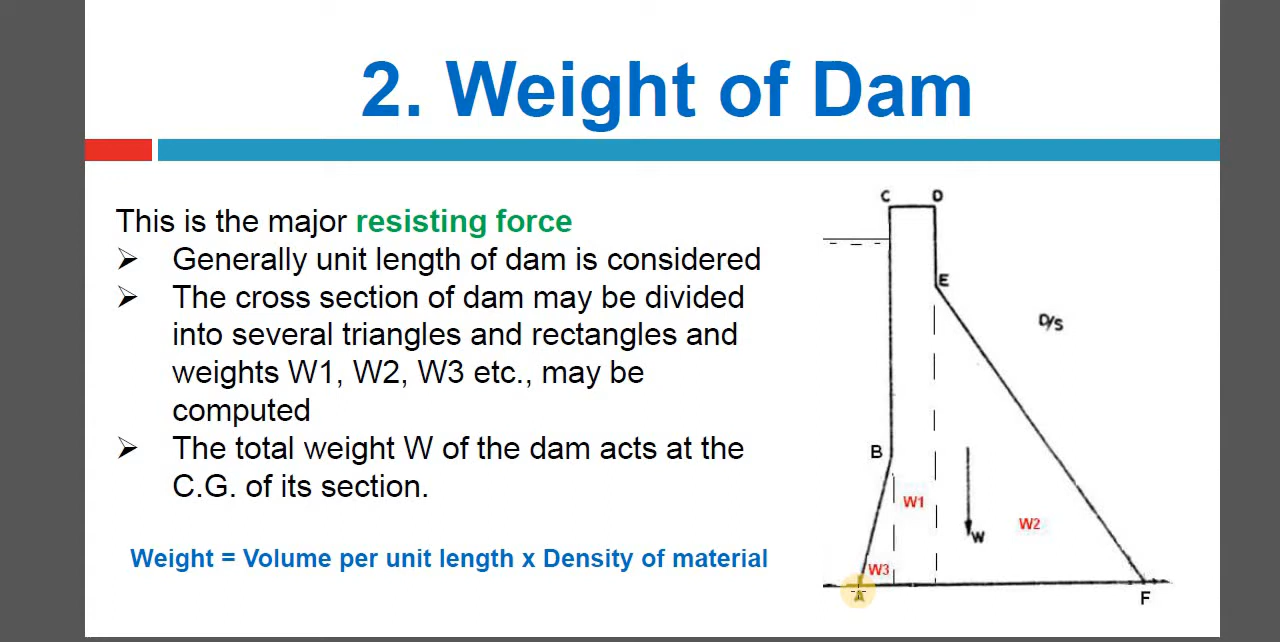 2. Weight of Dam
This is the major resisting force
➢ Generally unit length of dam is considered
➢ The cross section of dam may be divided
into several triangles and rectangles and
weights W1, W2, W3 etc., may be
computed
➢ The total weight W of the dam acts at the
C.G. of its section.
Weight = Volume per unit length x Density of material
C D
E
D/S
B
W1
W2
W
W3
A
F